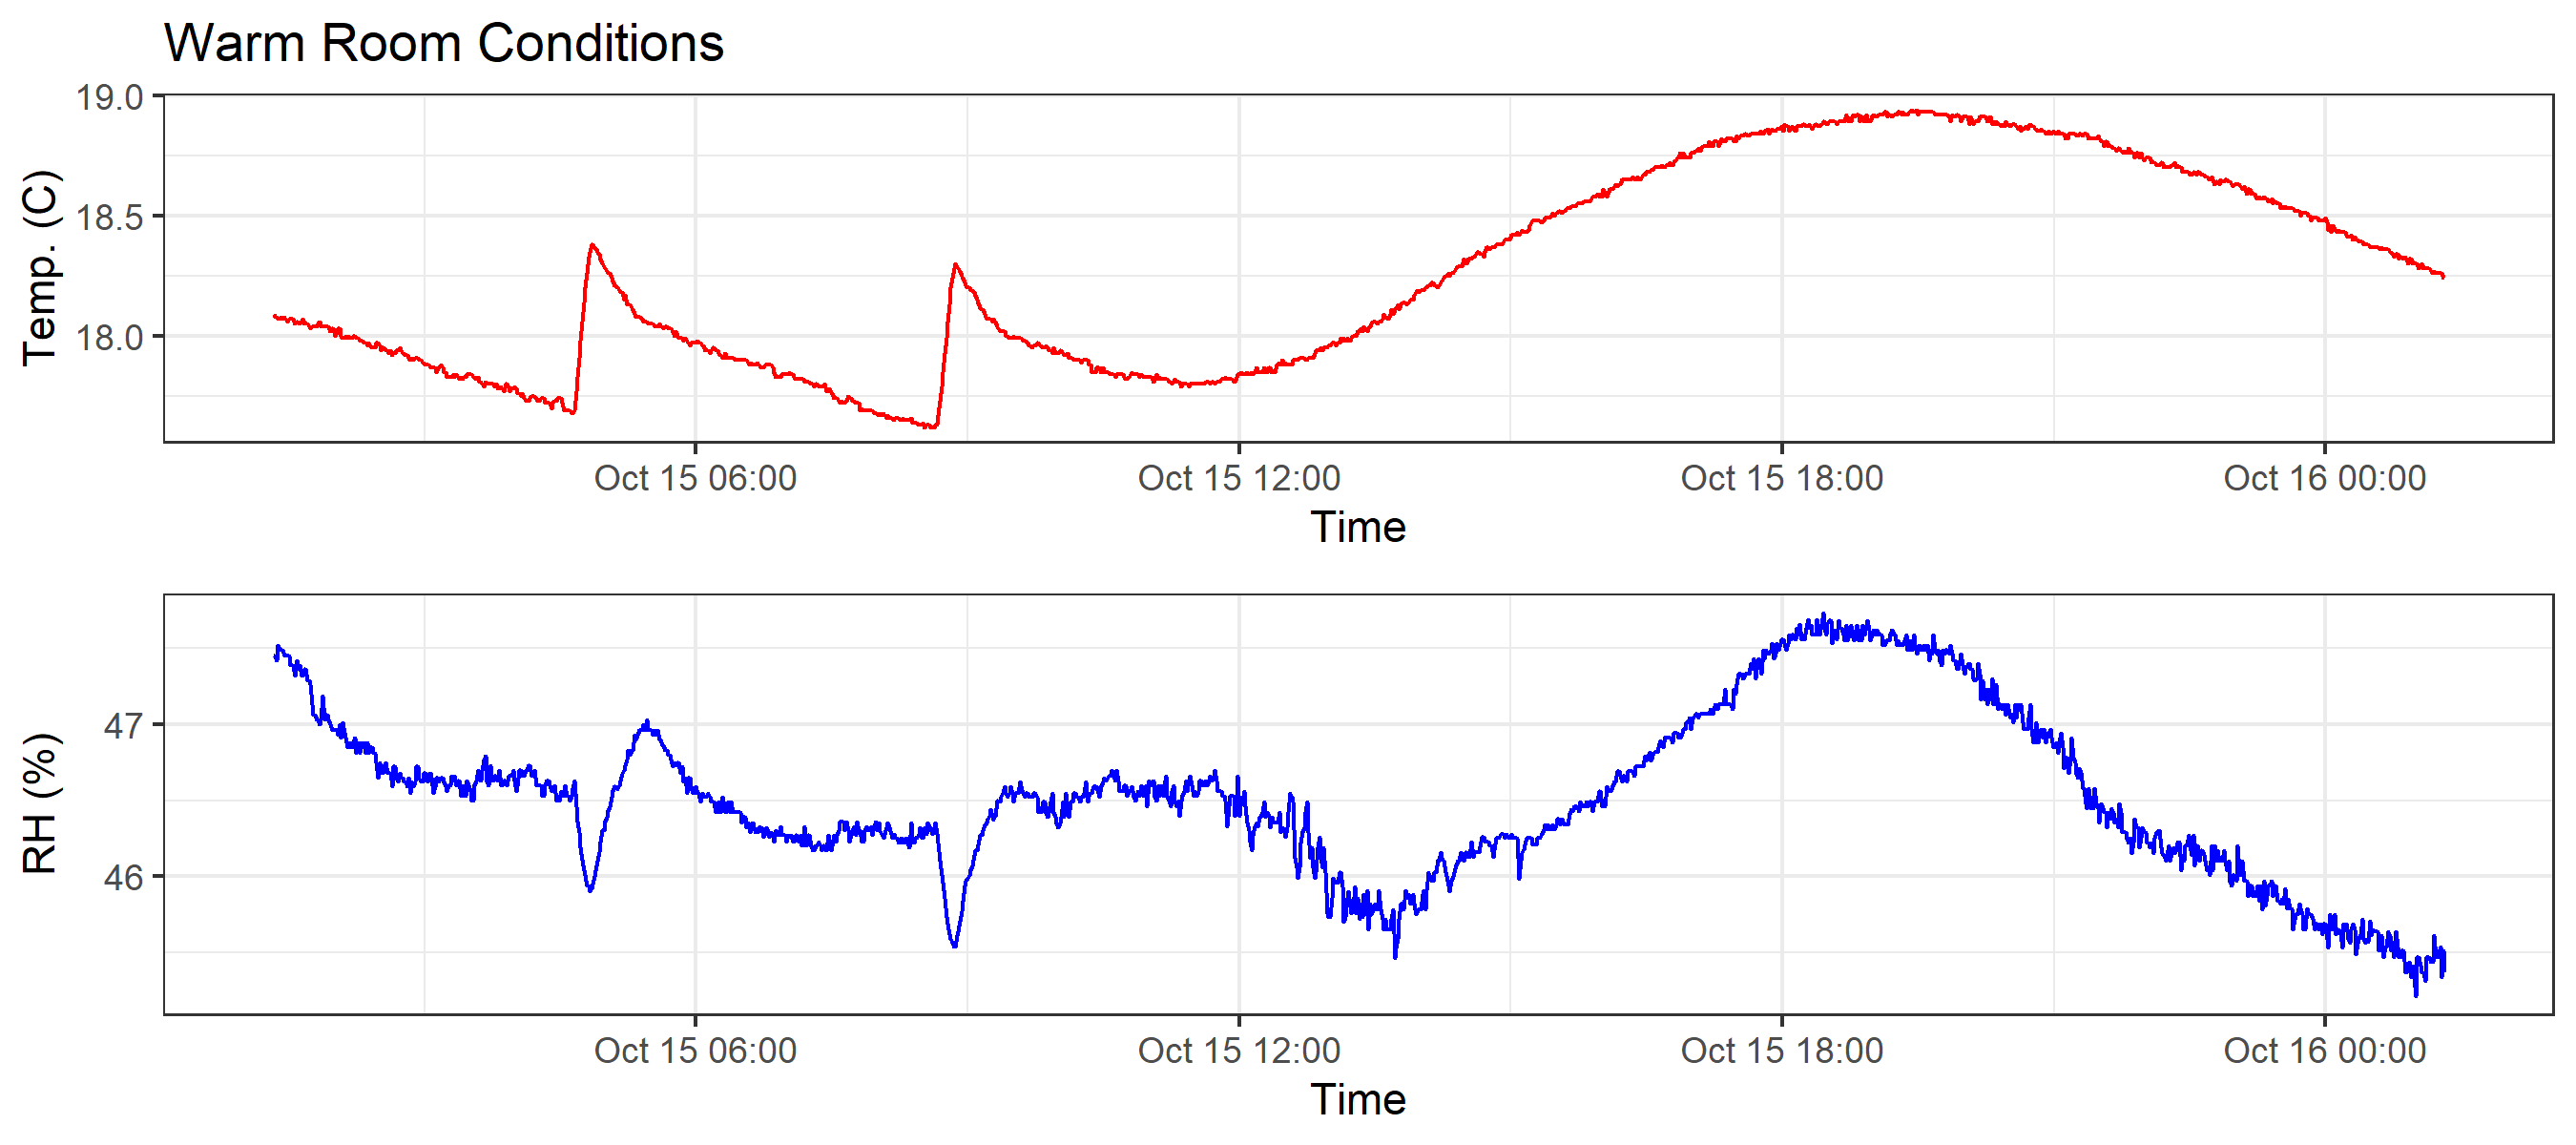 Warm Room Conditions
19.0
18.5
18.0
Temp. (C)
Oct 15 06:00 Oct 15 12:00 Oct 15 18:00 Oct 16 00:00
Time
47
46
RH (%)
Oct 15 06:00 Oct 15 12:00 Oct 15 18:00 Oct 16 00:00
Time